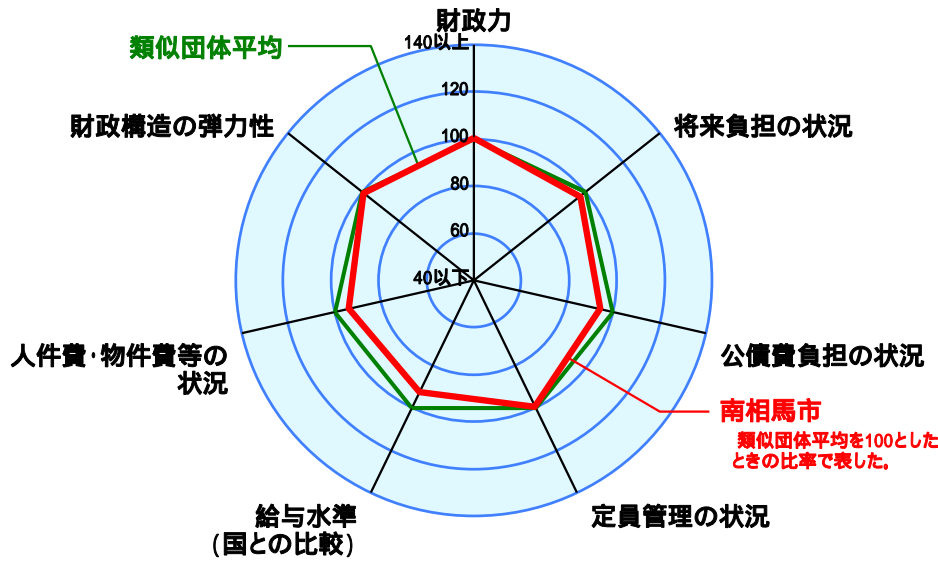 財政力
140以上
類似団体平均
120
財政構造の弾力性
将来負担の状況
100
80
60
40以下
人件費・物件費等の
状況
公債費負担の状況
南相馬市
類似団体平均を100とした
ときの比率で表した。
給与水準
(国との比較)
定員管理の状況